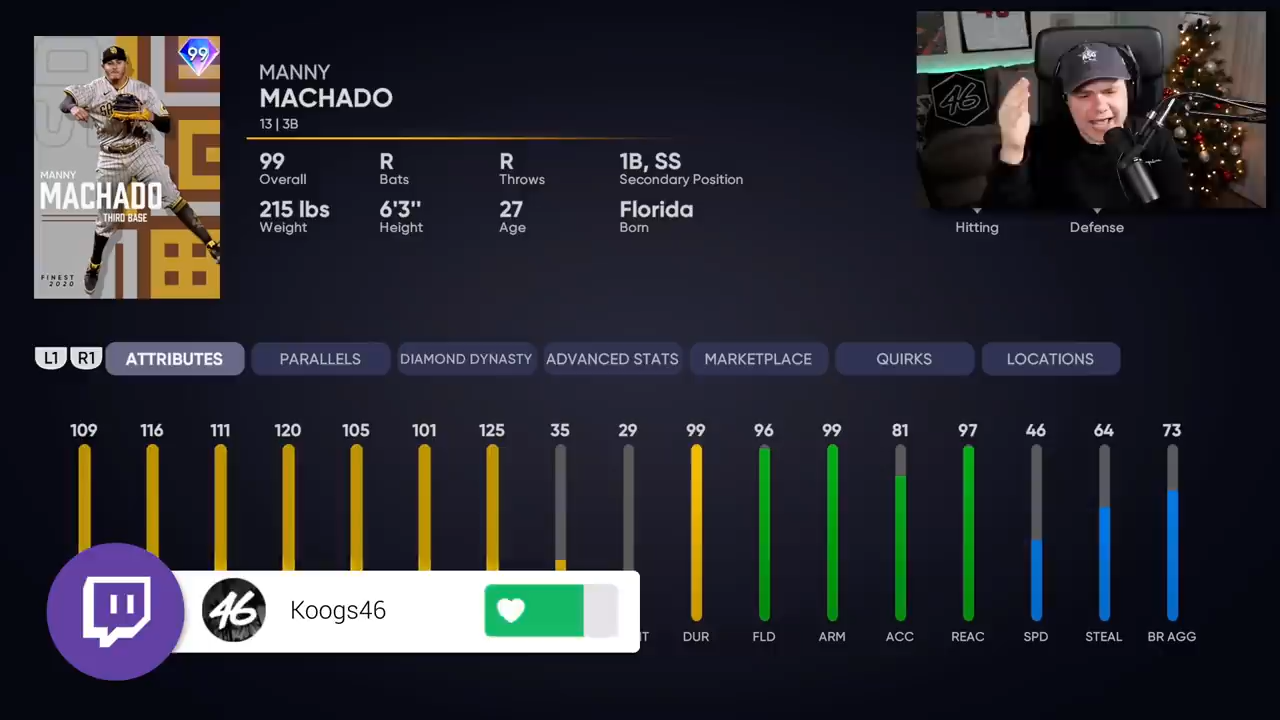 99
MANNY
MACHADO
THIRD BASE
FINEST
2020
MANNY
MACHADO
13 | 3B
99
Overall
R
Bats
R
Throws
1B, SS
Secondary Position
215 lbs
Weight
6'3"
Height
27
Age
Florida
Born
46
Hitting
Defense
L1 R1 ATTRIBUTES PARALLELS DIAMOND DYNASTY ADVANCED STATS MARKETPLACE QUIRKS LOCATIONS
109 116 111 120 105 101 125 35 29 99 96 99 81 97 46 64 73
DUR FLD ARM ACC REAC SPD STEAL BR AGG
46 Koogs46